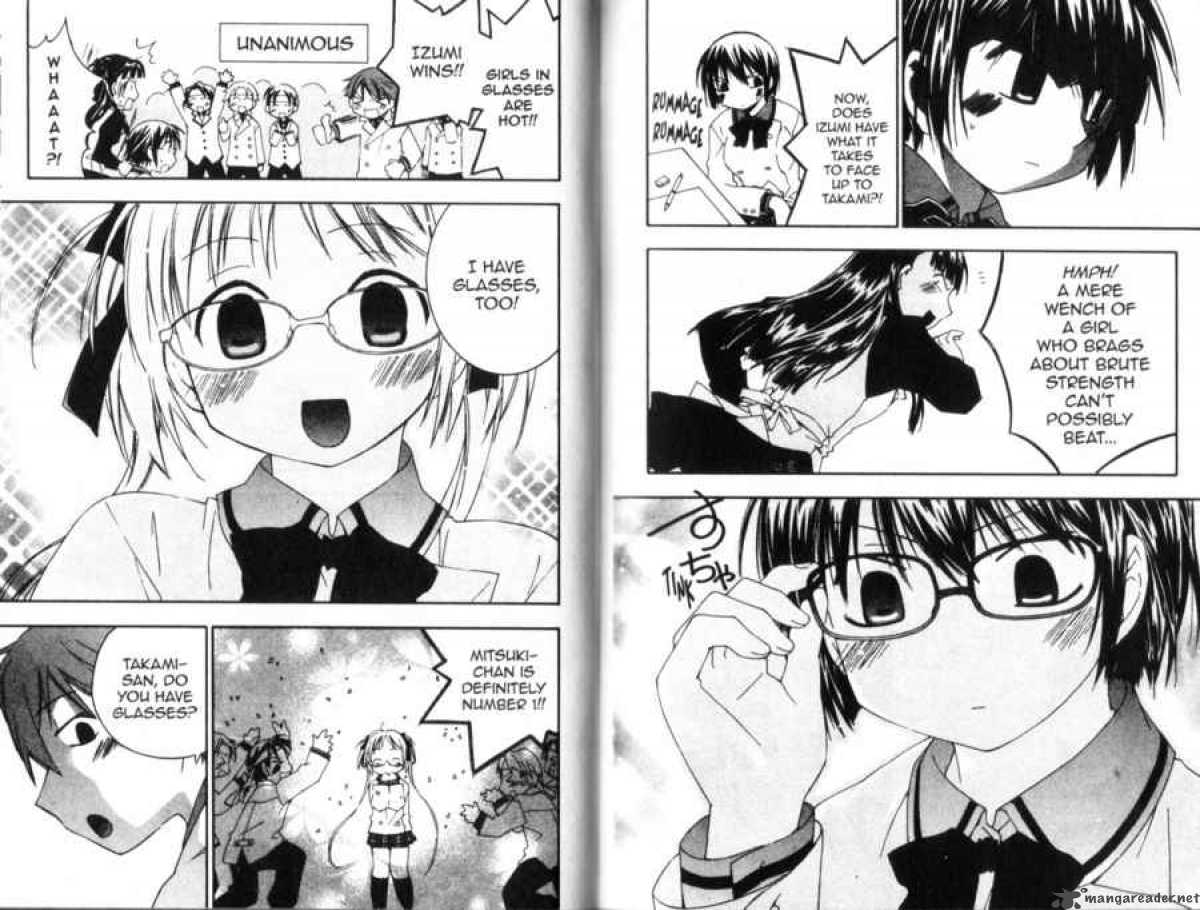 NOW,
DOES
IZUMI HAVE
WHAT IT
TAKES
TO FACE
UP TO
TAKAMI?!
RUMMAGE
RUMMAGE
HMPH!
A MERE
WENCH OF
A GIRL
WHO BRAGS
ABOUT BRUTE
STRENGTH
CAN'T
POSSIBLY
BEAT...
すちゃ
TINK
UNANIMOUS
IZUMI
WINS!!
GIRLS IN
GLASSES
ARE
HOT!!
WHAAAT?!
I HAVE
GLASSES,
TOO!
MITSUKI-
CHAN IS
DEFINITELY
NUMBER 1!!
TAKAMI-
SAN, DO
YOU HAVE
GLASSES?
mangareader.net